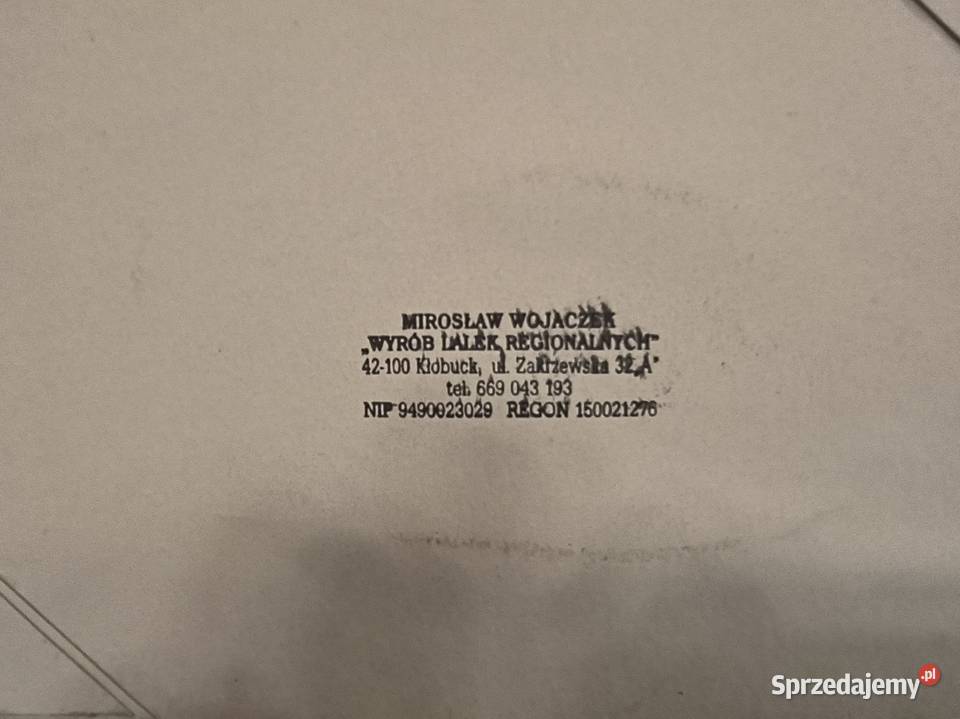 MIROSŁAW WOJACZEK
„WYRÓB LALEK REGIONALNYCH"
42-100 Kłobuck, ul. Zakrzewska 32 A
tel. 669 043 193
NIP 9490023029 REGON 150021276
Sprzedajemy.pl